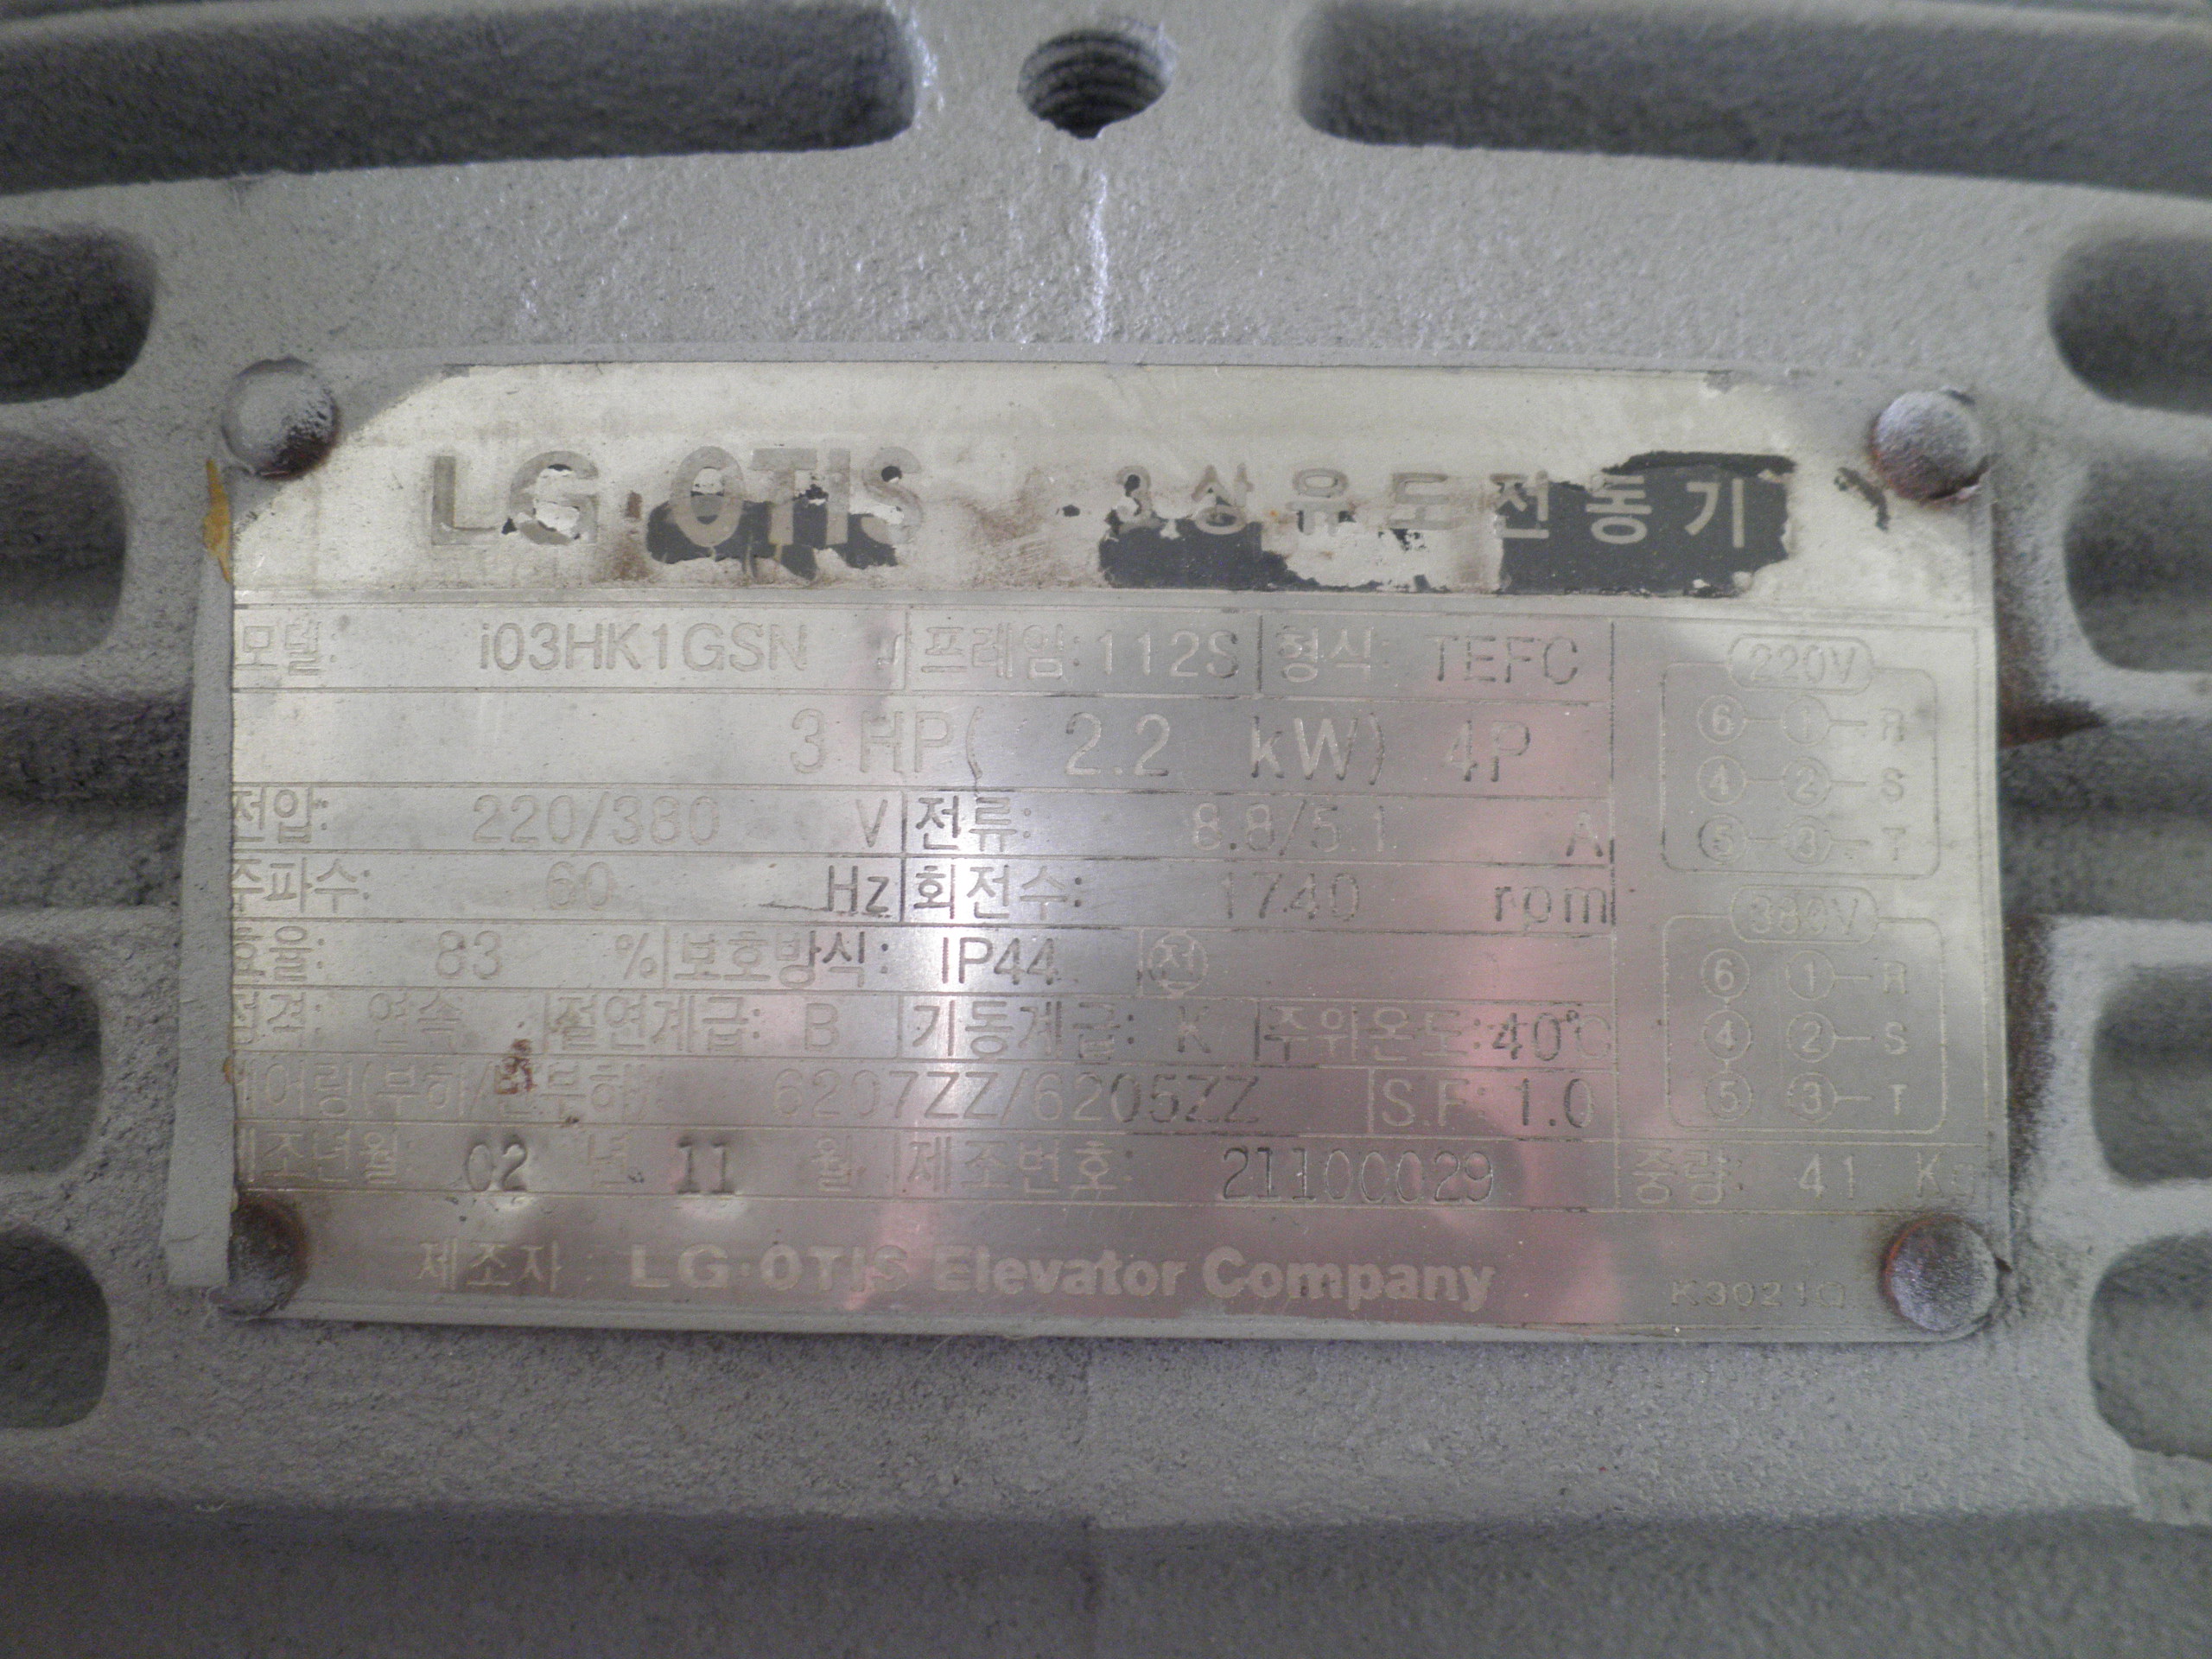 LG·OTIS 3상유도전동기
모델: i03HK1GSN 프레임: 112S 형식: TEFC
3 HP( 2.2 kW) 4P
전압: 220/380 V 전류: 8.8/5.1 A
주파수: 60 Hz 회전수: 1740 rpm
효율: 83 % 보호방식: IP44 전
정격: 연속 절연계급: B 기동계급: K 주위온도: 40℃
베어링(부하/반부하) 6207ZZ/6205ZZ S.F: 1.0
제조년월: 02 년 11 월 제조번호: 21100029
제조자 : LG·OTIS Elevator Company
220V
6 1 R
4 2 S
5 3 T
380V
6 1 R
4 2 S
5 3 T
중량: 41 Kg
K3021Q